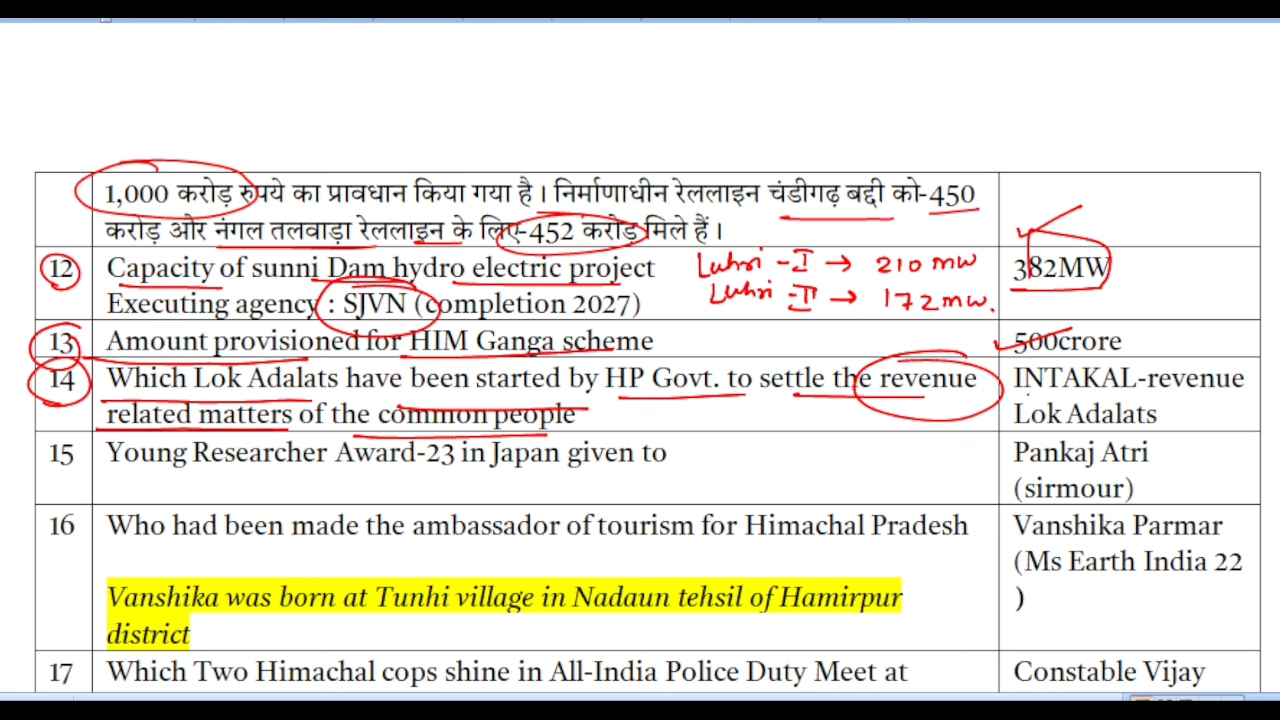 1,000 करोड़ रुपये का प्रावधान किया गया है। निर्माणाधीन रेललाइन चंडीगढ़ बद्दी को-450
करोड़ और नंगल तलवाड़ा रेललाइन के लिए-452 करोड़ मिले हैं।
12 Capacity of sunni Dam hydro electric project Luhri - I → 210 MW 382MW
Executing agency : SJVN (completion 2027) Luhri - II → 172 MW.
13 Amount provisioned for HIM Ganga scheme 500crore
14 Which Lok Adalats have been started by HP Govt. to settle the revenue INTAKAL-revenue
related matters of the common people Lok Adalats
15 Young Researcher Award-23 in Japan given to Pankaj Atri
(sirmour)
16 Who had been made the ambassador of tourism for Himachal Pradesh Vanshika Parmar
(Ms Earth India 22
Vanshika was born at Tunhi village in Nadaun tehsil of Hamirpur )
district
17 Which Two Himachal cops shine in All-India Police Duty Meet at Constable Vijay